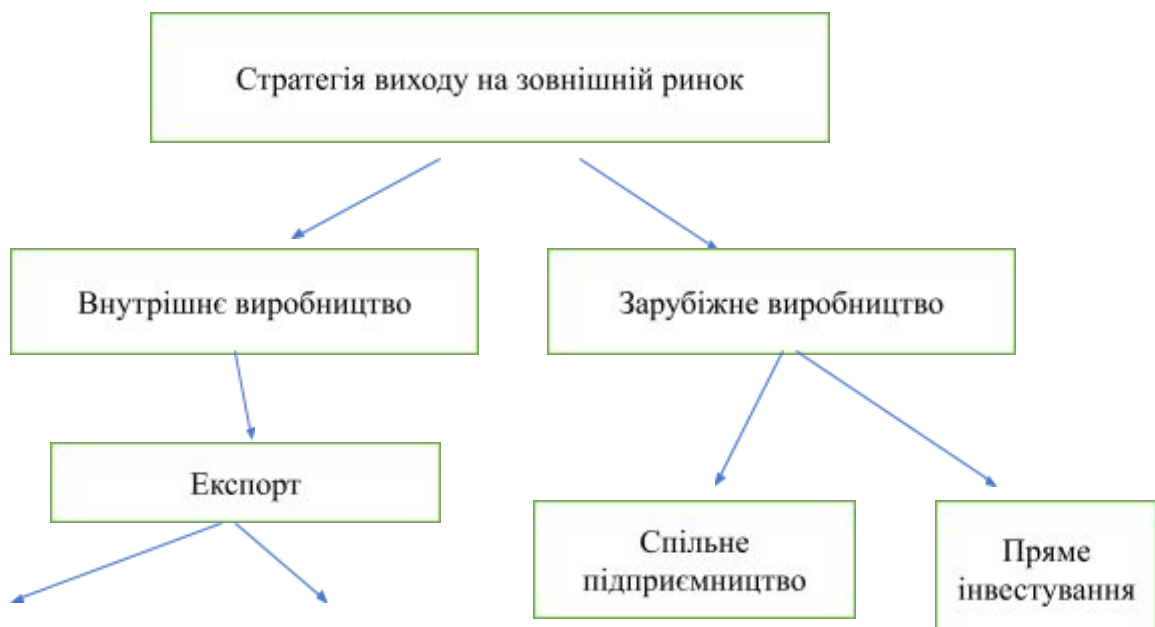 Стратегія виходу на зовнішній ринок
Внутрішнє виробництво
Зарубіжне виробництво
Експорт
Спільне
підприємництво
Пряме
інвестування